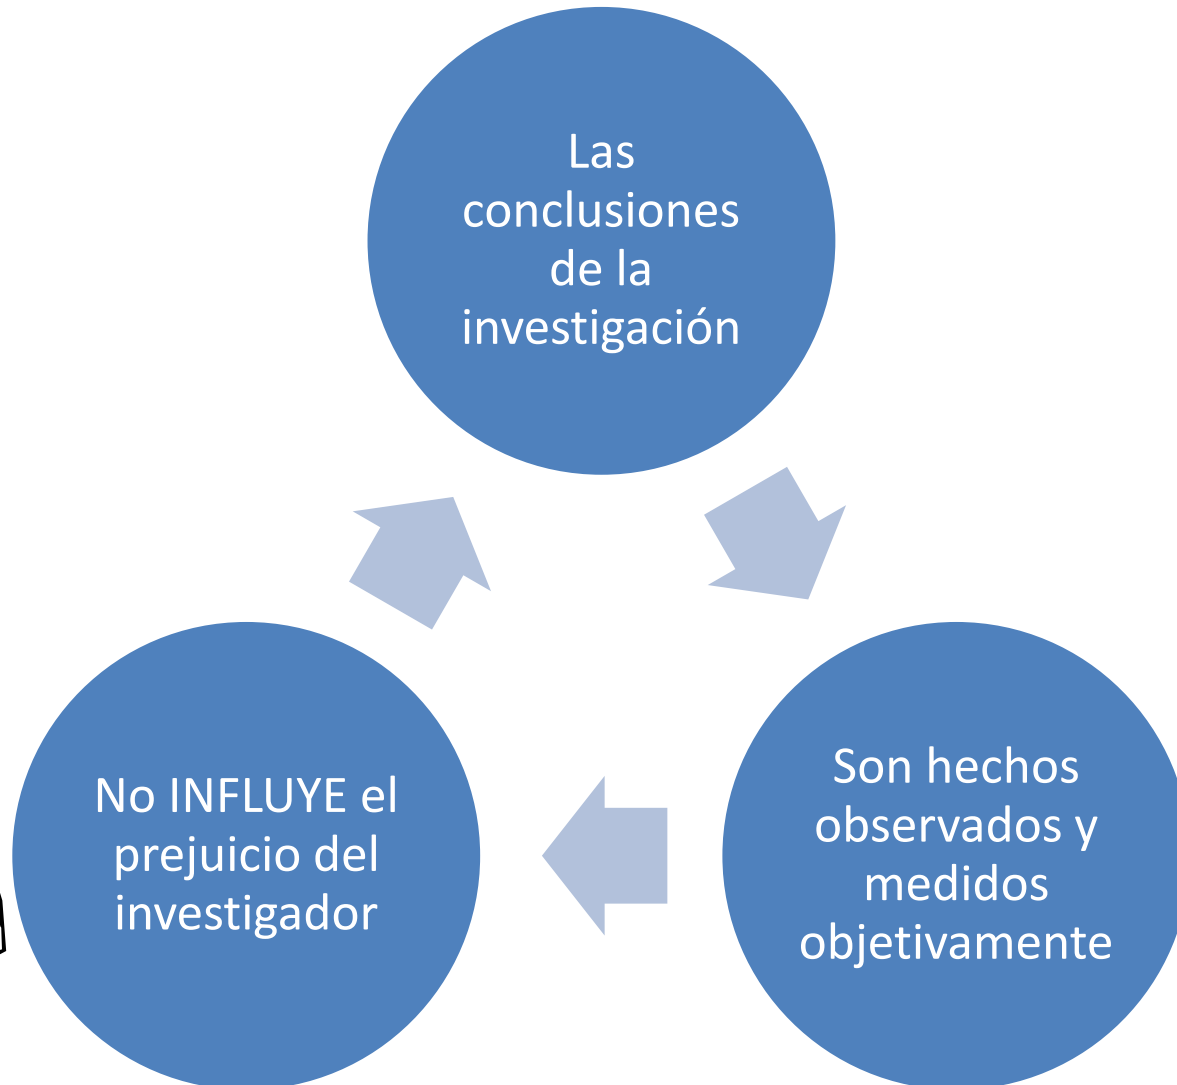 Las
conclusiones
de la
investigación
Son hechos
observados y
medidos
objetivamente
No INFLUYE el
prejuicio del
investigador